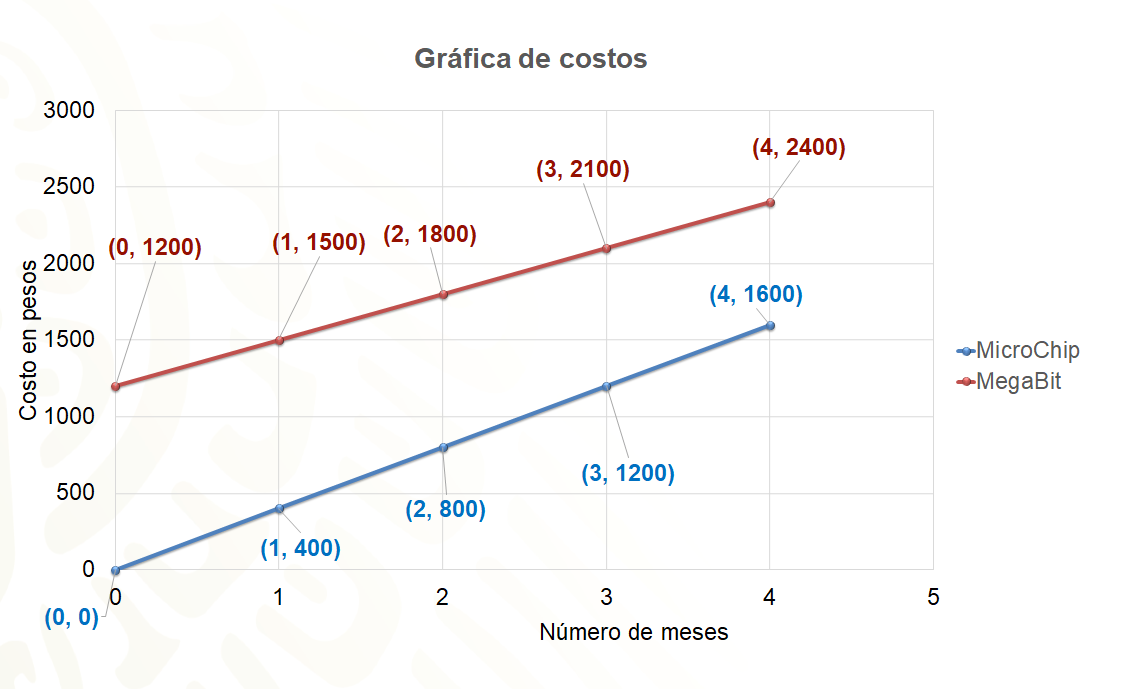 Gráfica de costos
3000
2500
2000
1500
1000
500
0
Costo en pesos
(0, 1200)
(1, 1500)
(2, 1800)
(3, 2100)
(4, 2400)
(0, 0)
(1, 400)
(2, 800)
(3, 1200)
(4, 1600)
0 1 2 3 4 5
Número de meses
MicroChip
MegaBit